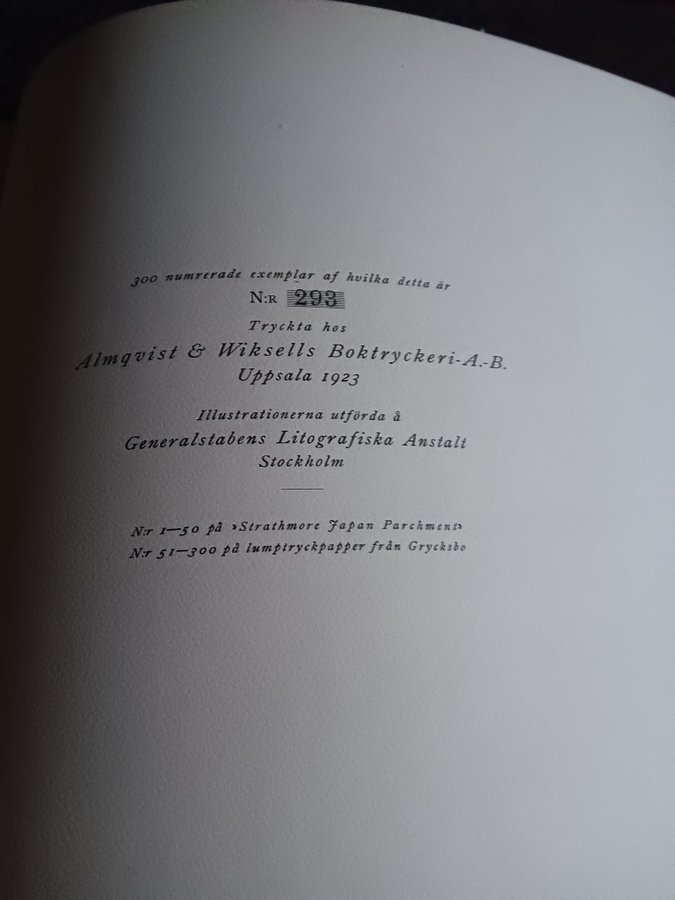 300 numrerade exemplar af hvilka detta är
N:R 293
Tryckta hos
Almqvist & Wiksells Boktryckeri-A.-B.
Uppsala 1923
Illustrationerna utförda å
Generalstabens Litografiska Anstalt
Stockholm
N:r 1—50 på »Strathmore Japan Parchment»
N:r 51—300 på lumptryckpapper från Grycksbo